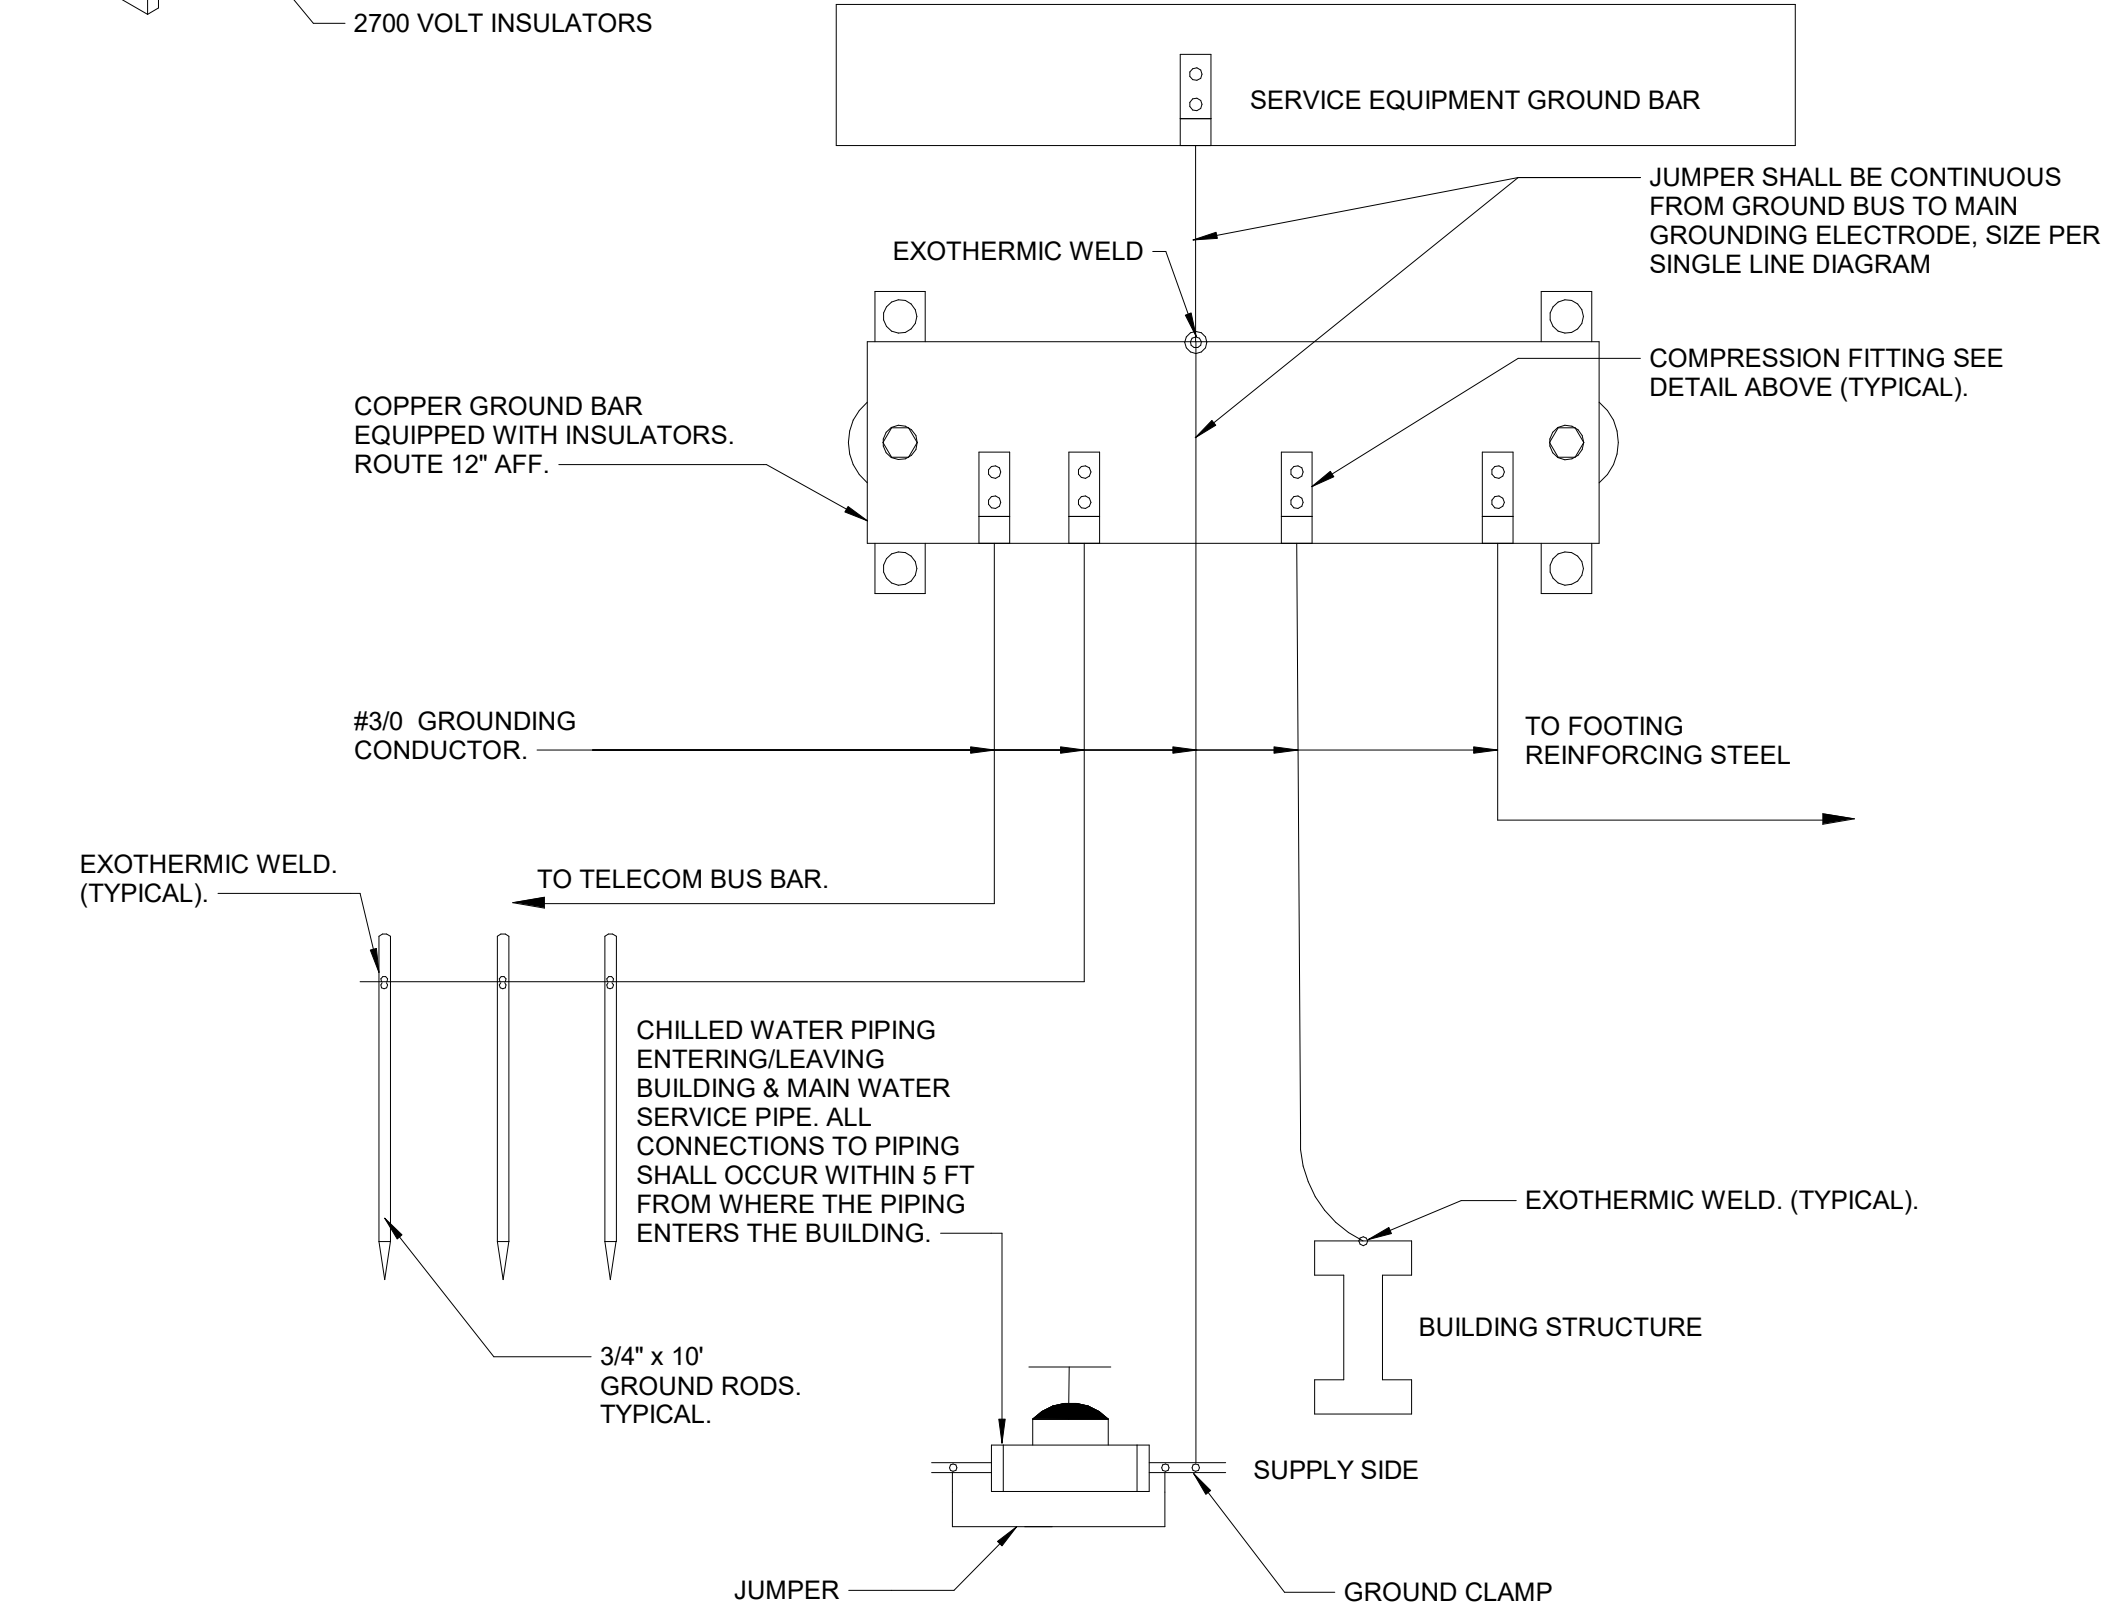 2700 VOLT INSULATORS
SERVICE EQUIPMENT GROUND BAR
JUMPER SHALL BE CONTINUOUS
FROM GROUND BUS TO MAIN
GROUNDING ELECTRODE, SIZE PER
SINGLE LINE DIAGRAM
EXOTHERMIC WELD
COMPRESSION FITTING SEE
DETAIL ABOVE (TYPICAL).
COPPER GROUND BAR
EQUIPPED WITH INSULATORS.
ROUTE 12" AFF.
#3/0 GROUNDING
CONDUCTOR.
TO FOOTING
REINFORCING STEEL
EXOTHERMIC WELD.
(TYPICAL).
TO TELECOM BUS BAR.
CHILLED WATER PIPING
ENTERING/LEAVING
BUILDING & MAIN WATER
SERVICE PIPE. ALL
CONNECTIONS TO PIPING
SHALL OCCUR WITHIN 5 FT
FROM WHERE THE PIPING
ENTERS THE BUILDING.
EXOTHERMIC WELD. (TYPICAL).
BUILDING STRUCTURE
3/4" x 10'
GROUND RODS.
TYPICAL.
SUPPLY SIDE
JUMPER
GROUND CLAMP